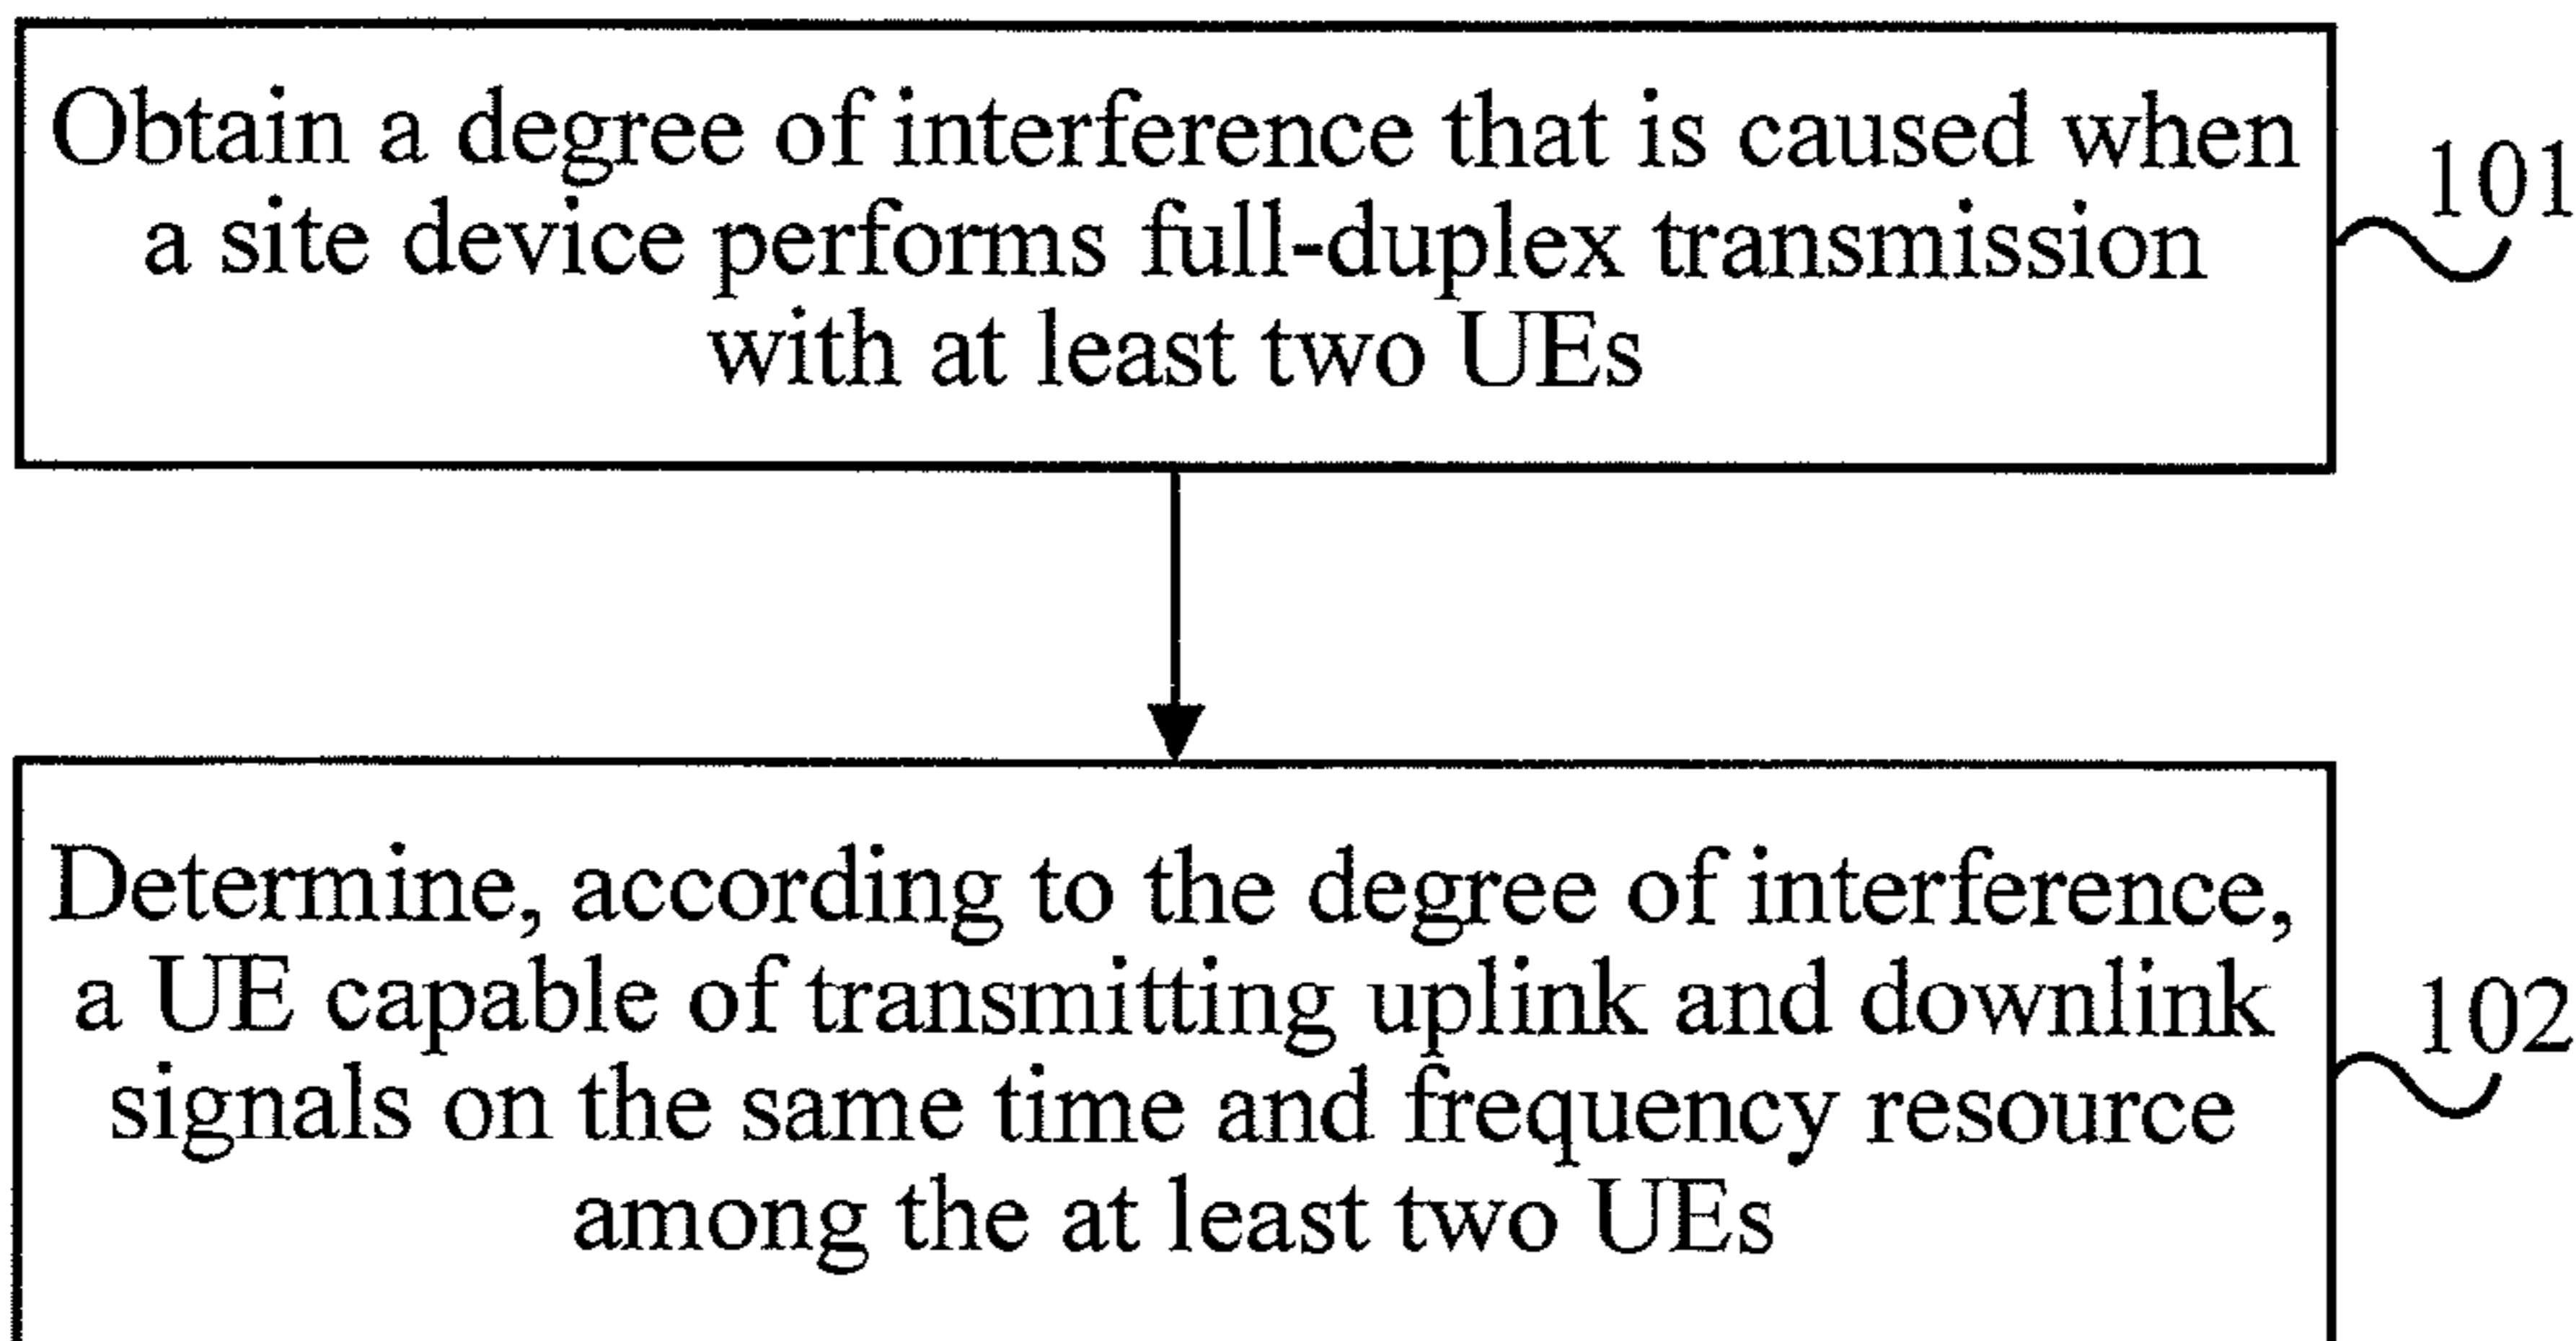 Obtain a degree of interference that is caused when
a site device performs full-duplex transmission
with at least two UEs
101
Determine, according to the degree of interference,
a UE capable of transmitting uplink and downlink
signals on the same time and frequency resource
among the at least two UEs
102